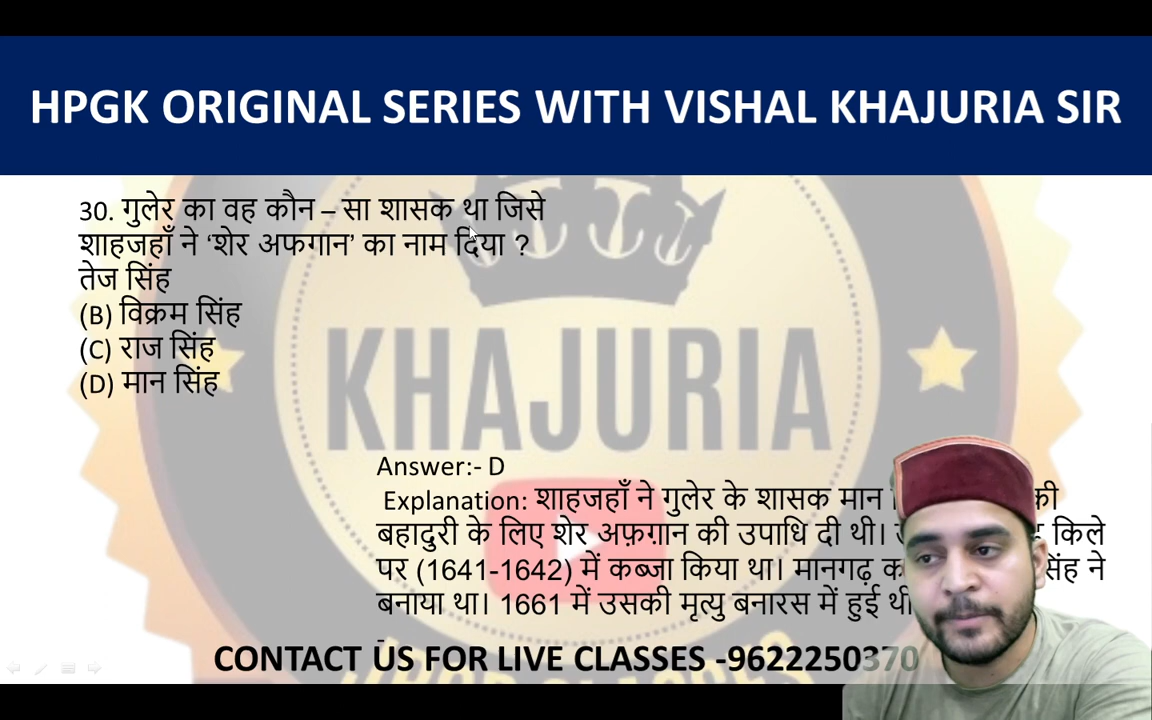 HPGK ORIGINAL SERIES WITH VISHAL KHAJURIA SIR
30. गुलेर का वह कौन – सा शासक था जिसे
शाहजहाँ ने ‘शेर अफगान’ का नाम दिया ?
तेज सिंह
(B) विक्रम सिंह
(C) राज सिंह
(D) मान सिंह
KHAJURIA
Answer:- D
Explanation: शाहजहाँ ने गुलेर के शासक मान की
बहादुरी के लिए शेर अफ़ग़ान की उपाधि दी थी। किले
पर (1641-1642) में कब्जा किया था। मानगढ़ सिंह ने
बनाया था। 1661 में उसकी मृत्यु बनारस में हुई
CONTACT US FOR LIVE CLASSES -9622250370